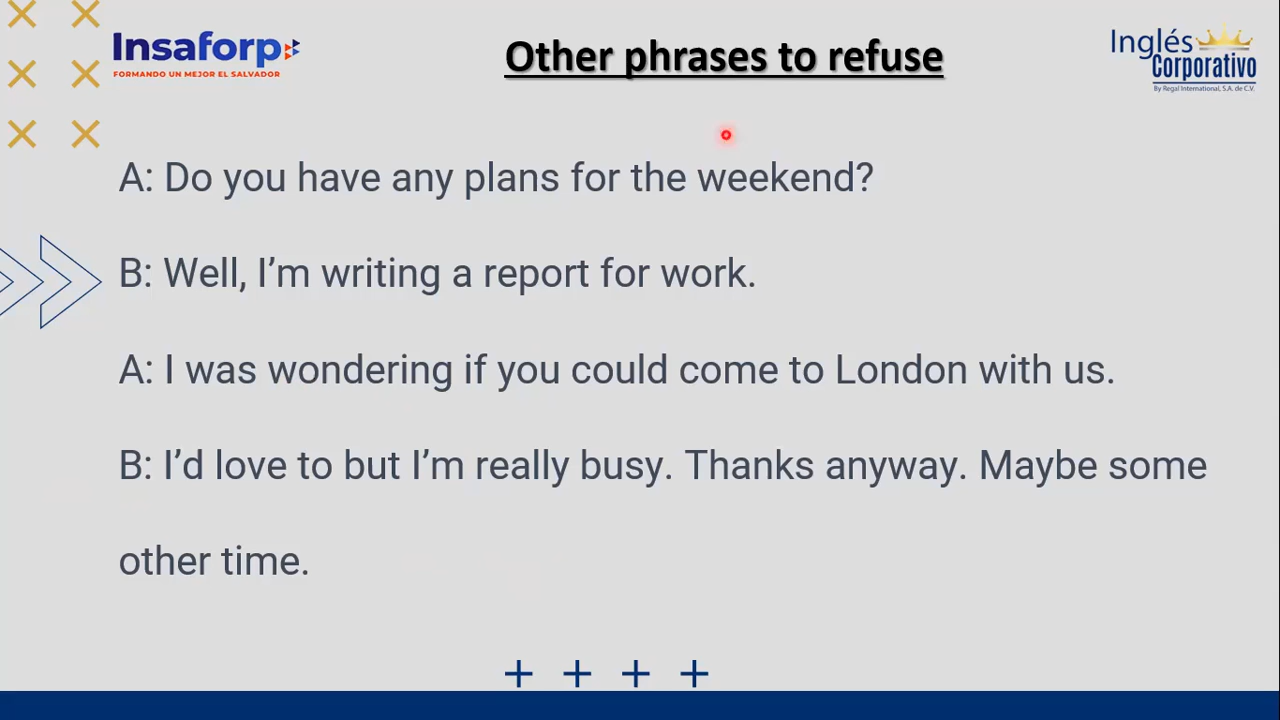 Insaforp
FORMANDO UN MEJOR EL SALVADOR
Other phrases to refuse
Inglés
Corporativo
By Regal International, S.A. de C.V.
A: Do you have any plans for the weekend?
B: Well, I’m writing a report for work.
A: I was wondering if you could come to London with us.
B: I’d love to but I’m really busy. Thanks anyway. Maybe some
other time.